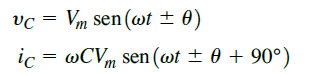 v_C = V_m sen(ωt ± θ)
i_C = ωCV_m sen(ωt ± θ + 90°)